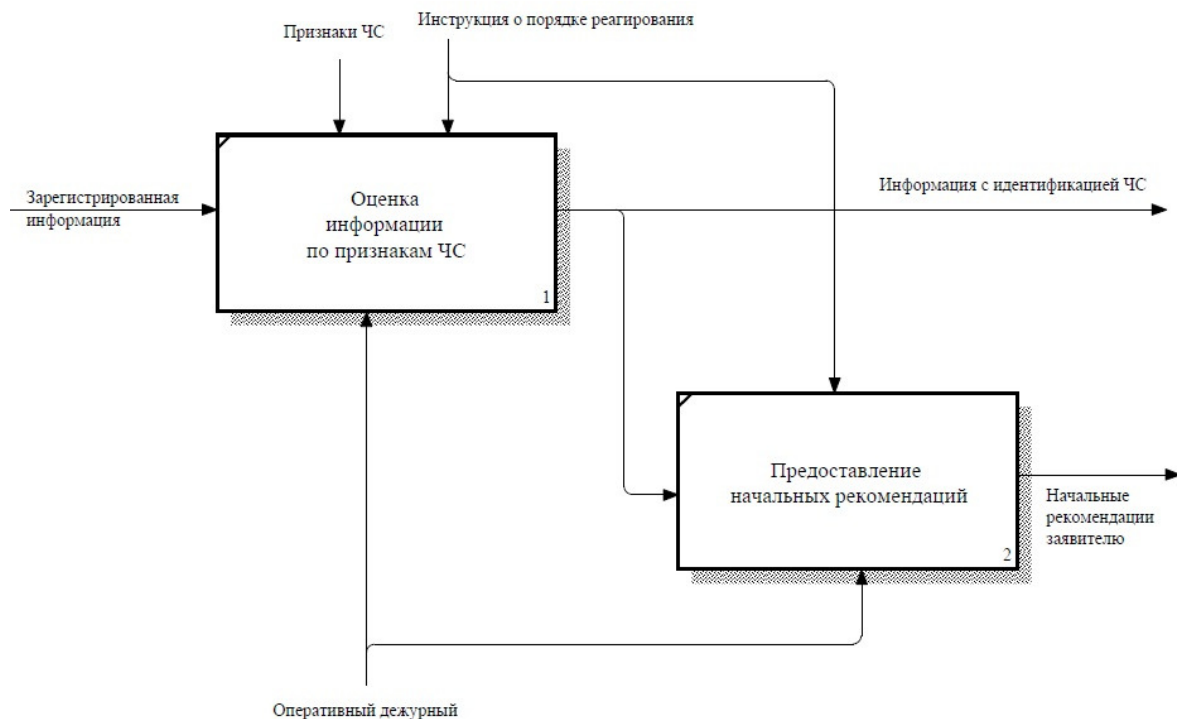 Инструкция о порядке реагирования
Признаки ЧС
Зарегистрированная
информация
Оценка
информации
по признакам ЧС
1
Информация с идентификацией ЧС
Предоставление
начальных рекомендаций
2
Начальные
рекомендации
заявителю
Оперативный дежурный